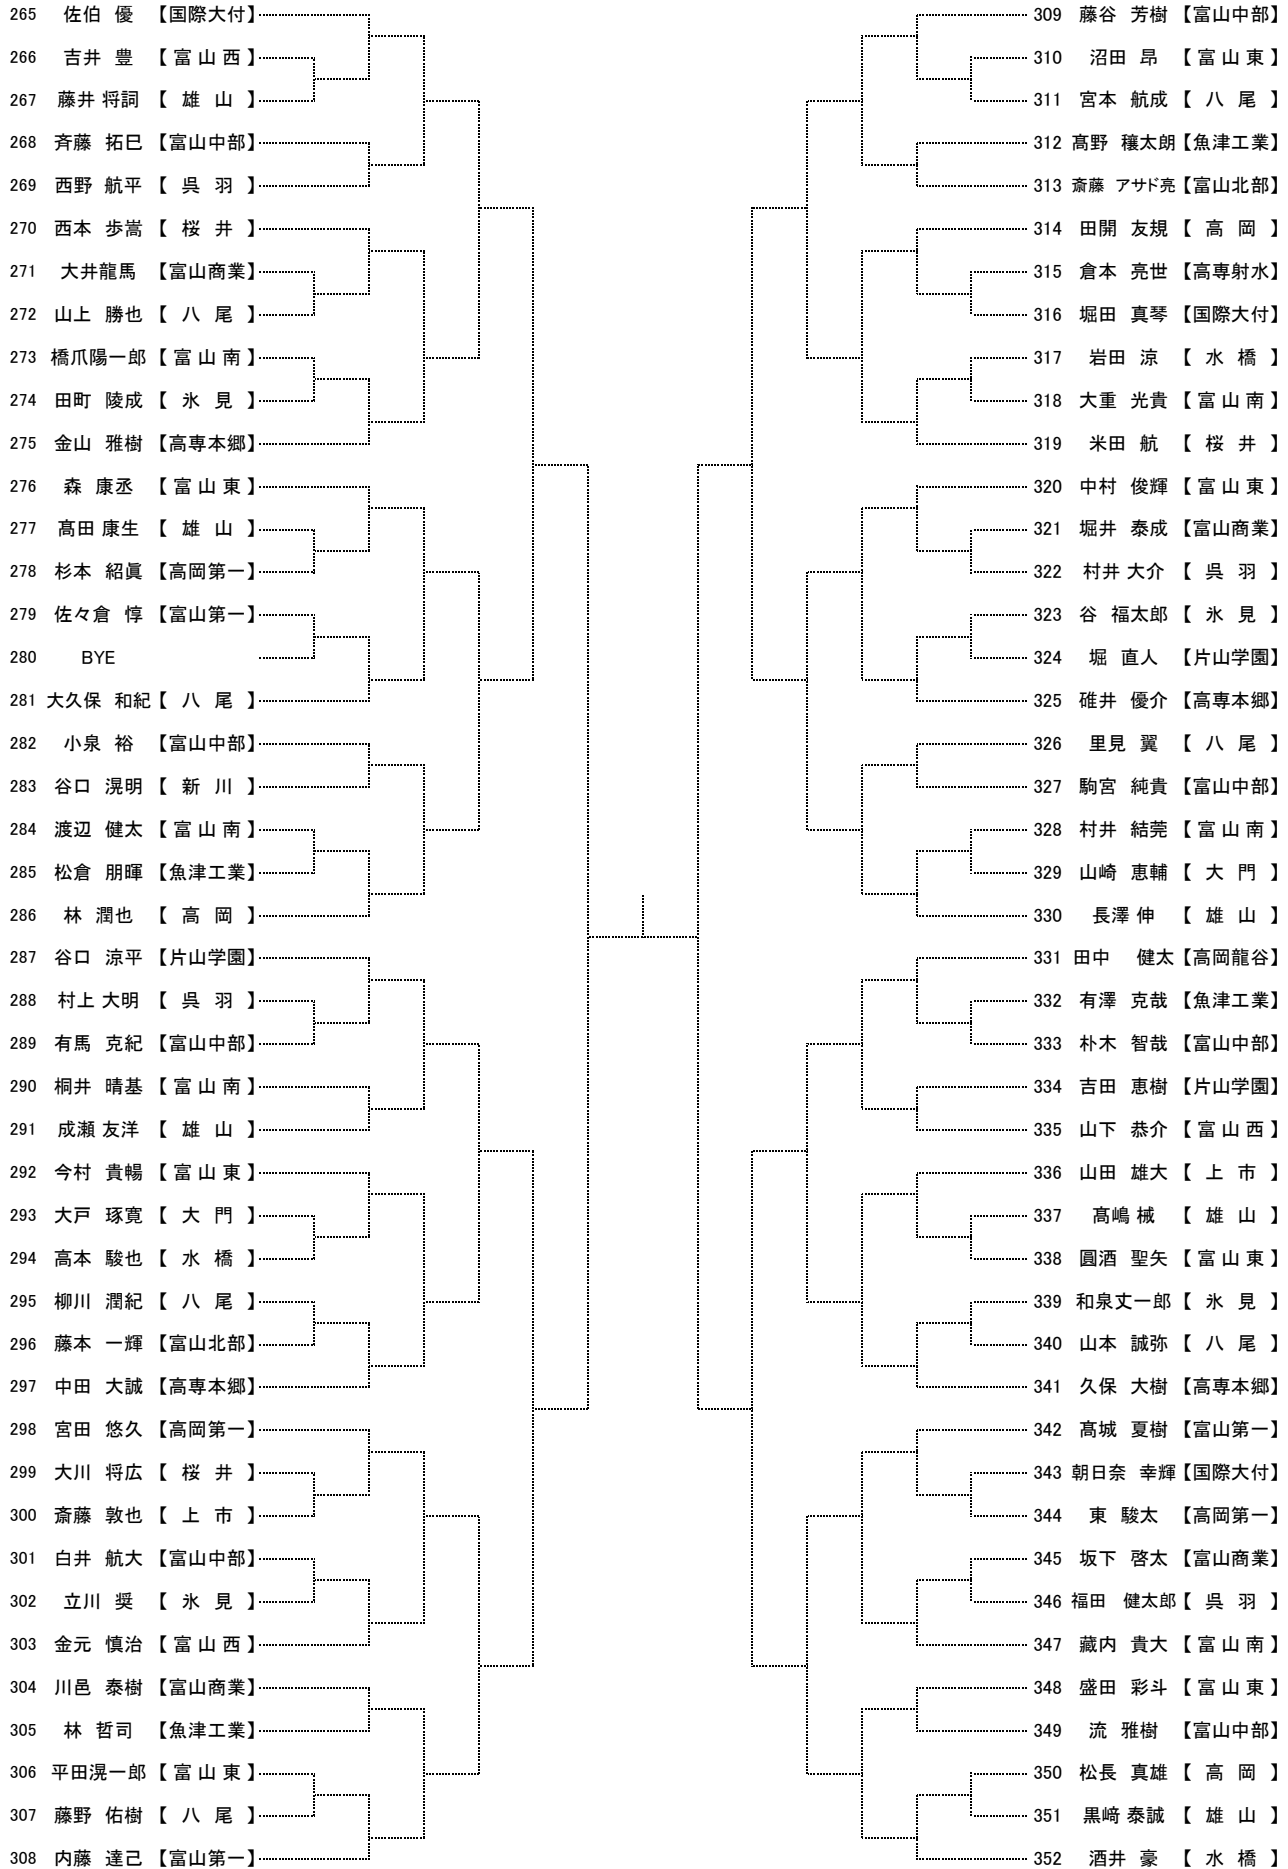 265 佐伯 優 【国際大付】
266 吉井 豊 【富山西】
267 藤井 将詞 【 雄 山 】
268 斉藤 拓巳 【富山中部】
269 西野 航平 【 呉 羽 】
270 西本 歩嵩 【 桜 井 】
271 大井龍馬 【富山商業】
272 山上 勝也 【 八 尾 】
273 橋爪陽一郎 【富山南】
274 田町 陵成 【 氷 見 】
275 金山 雅樹 【高専本郷】
276 森 康丞 【富山東】
277 髙田 康生 【 雄 山 】
278 杉本 紹眞 【高岡第一】
279 佐々倉 惇 【富山第一】
280 BYE
281 大久保 和紀 【 八 尾 】
282 小泉 裕 【富山中部】
283 谷口 滉明 【 新 川 】
284 渡辺 健太 【富山南】
285 松倉 朋暉 【魚津工業】
286 林 潤也 【 高 岡 】
287 谷口 涼平 【片山学園】
288 村上 大明 【 呉 羽 】
289 有馬 克紀 【富山中部】
290 桐井 晴基 【富山南】
291 成瀬 友洋 【 雄 山 】
292 今村 貴暢 【富山東】
293 大戸 琢寛 【 大 門 】
294 高本 駿也 【 水 橋 】
295 柳川 潤紀 【 八 尾 】
296 藤本 一輝 【富山北部】
297 中田 大誠 【高専本郷】
298 宮田 悠久 【高岡第一】
299 大川 将広 【 桜 井 】
300 斎藤 敦也 【 上 市 】
301 白井 航大 【富山中部】
302 立川 奨 【 氷 見 】
303 金元 慎治 【富山西】
304 川邑 泰樹 【富山商業】
305 林 哲司 【魚津工業】
306 平田滉一郎 【富山東】
307 藤野 佑樹 【 八 尾 】
308 内藤 達己 【富山第一】
309 藤谷 芳樹 【富山中部】
310 沼田 昂 【富山東】
311 宮本 航成 【 八 尾 】
312 髙野 穰太朗 【魚津工業】
313 斎藤 アサド亮 【富山北部】
314 田開 友規 【 高 岡 】
315 倉本 亮世 【高専射水】
316 堀田 真琴 【国際大付】
317 岩田 涼 【 水 橋 】
318 大重 光貴 【富山南】
319 米田 航 【 桜 井 】
320 中村 俊輝 【富山東】
321 堀井 泰成 【富山商業】
322 村井 大介 【 呉 羽 】
323 谷 福太郎 【 氷 見 】
324 堀 直人 【片山学園】
325 碓井 優介 【高専本郷】
326 里見 翼 【 八 尾 】
327 駒宮 純貴 【富山中部】
328 村井 結莞 【富山南】
329 山崎 恵輔 【 大 門 】
330 長澤 伸 【 雄 山 】
331 田中 健太 【高岡龍谷】
332 有澤 克哉 【魚津工業】
333 朴木 智哉 【富山中部】
334 吉田 恵樹 【片山学園】
335 山下 恭介 【富山西】
336 山田 雄大 【 上 市 】
337 髙嶋 棫 【 雄 山 】
338 圓酒 聖矢 【富山東】
339 和泉丈一郎 【 氷 見 】
340 山本 誠弥 【 八 尾 】
341 久保 大樹 【高専本郷】
342 髙城 夏樹 【富山第一】
343 朝日奈 幸輝 【国際大付】
344 東 駿太 【高岡第一】
345 坂下 啓太 【富山商業】
346 福田 健太郎 【 呉 羽 】
347 藏内 貴大 【富山南】
348 盛田 彩斗 【富山東】
349 流 雅樹 【富山中部】
350 松長 真雄 【 高 岡 】
351 黒﨑 泰誠 【 雄 山 】
352 酒井 豪 【 水 橋 】